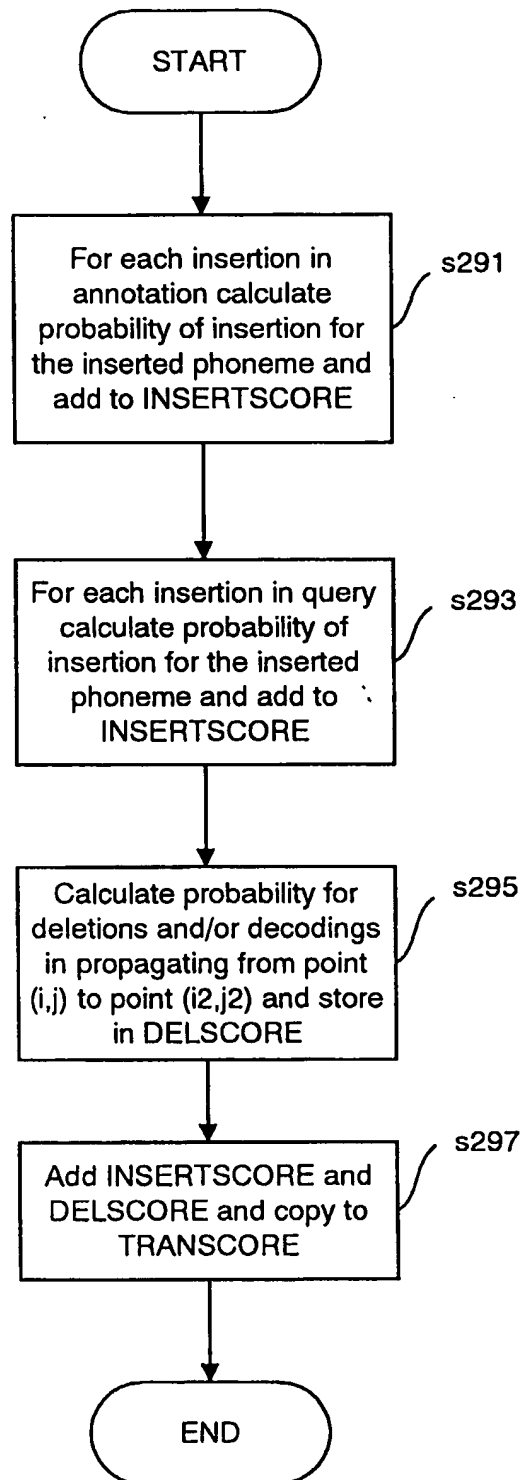 START
For each insertion in
annotation calculate
probability of insertion for
the inserted phoneme and
add to INSERTSCORE
s291
For each insertion in query
calculate probability of
insertion for the inserted
phoneme and add to
INSERTSCORE
s293
Calculate probability for
deletions and/or decodings
in propagating from point
(i,j) to point (i2,j2) and store
in DELSCORE
s295
Add INSERTSCORE and
DELSCORE and copy to
TRANSCORE
s297
END